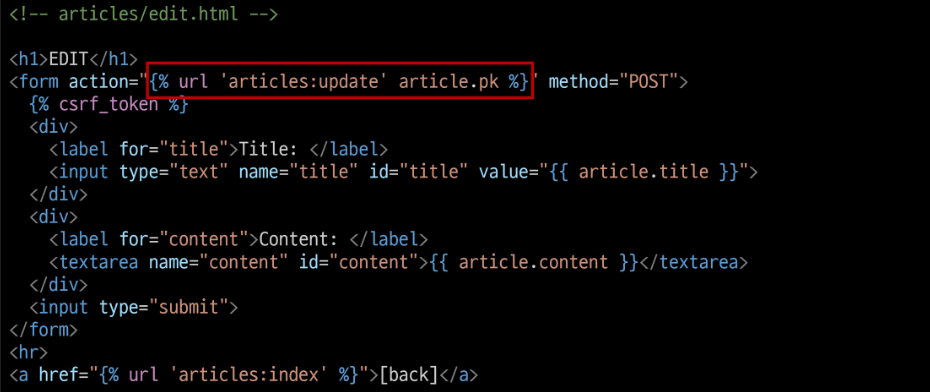 <!-- articles/edit.html -->
<h1>EDIT</h1>
<form action="{% url 'articles:update' article.pk %}" method="POST">
{% csrf_token %}
<div>
<label for="title">Title: </label>
<input type="text" name="title" id="title" value="{{ article.title }}">
</div>
<div>
<label for="content">Content: </label>
<textarea name="content" id="content">{{ article.content }}</textarea>
</div>
<input type="submit">
</form>
<hr>
<a href="{% url 'articles:index' %}">[back]</a>